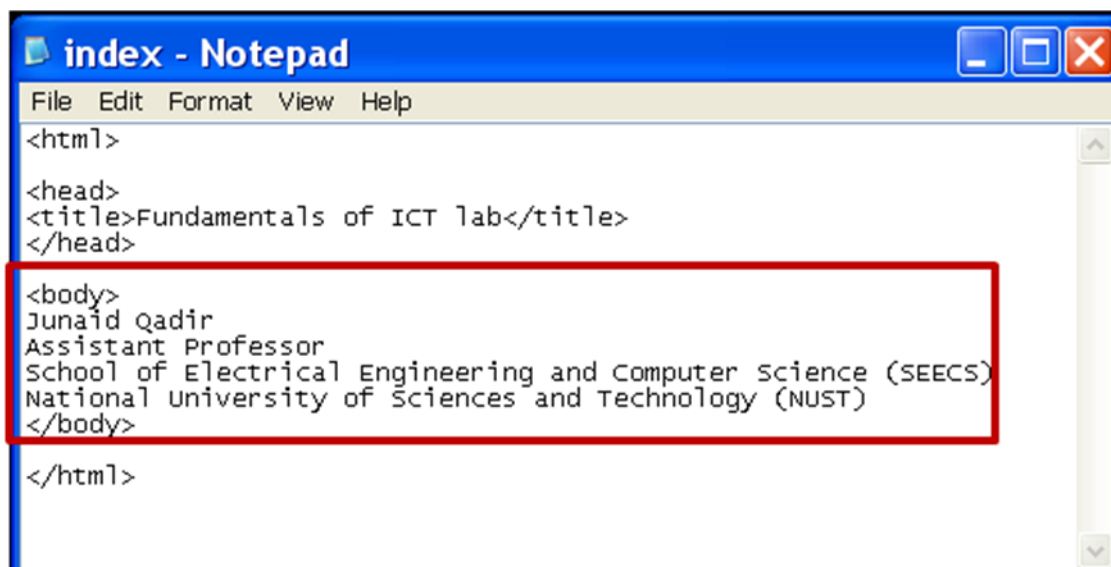 index - Notepad
File Edit Format View Help
<html>
<head>
<title>Fundamentals of ICT lab</title>
</head>
<body>
Junaid Qadir
Assistant Professor
School of Electrical Engineering and Computer Science (SEECS)
National University of Sciences and Technology (NUST)
</body>
</html>